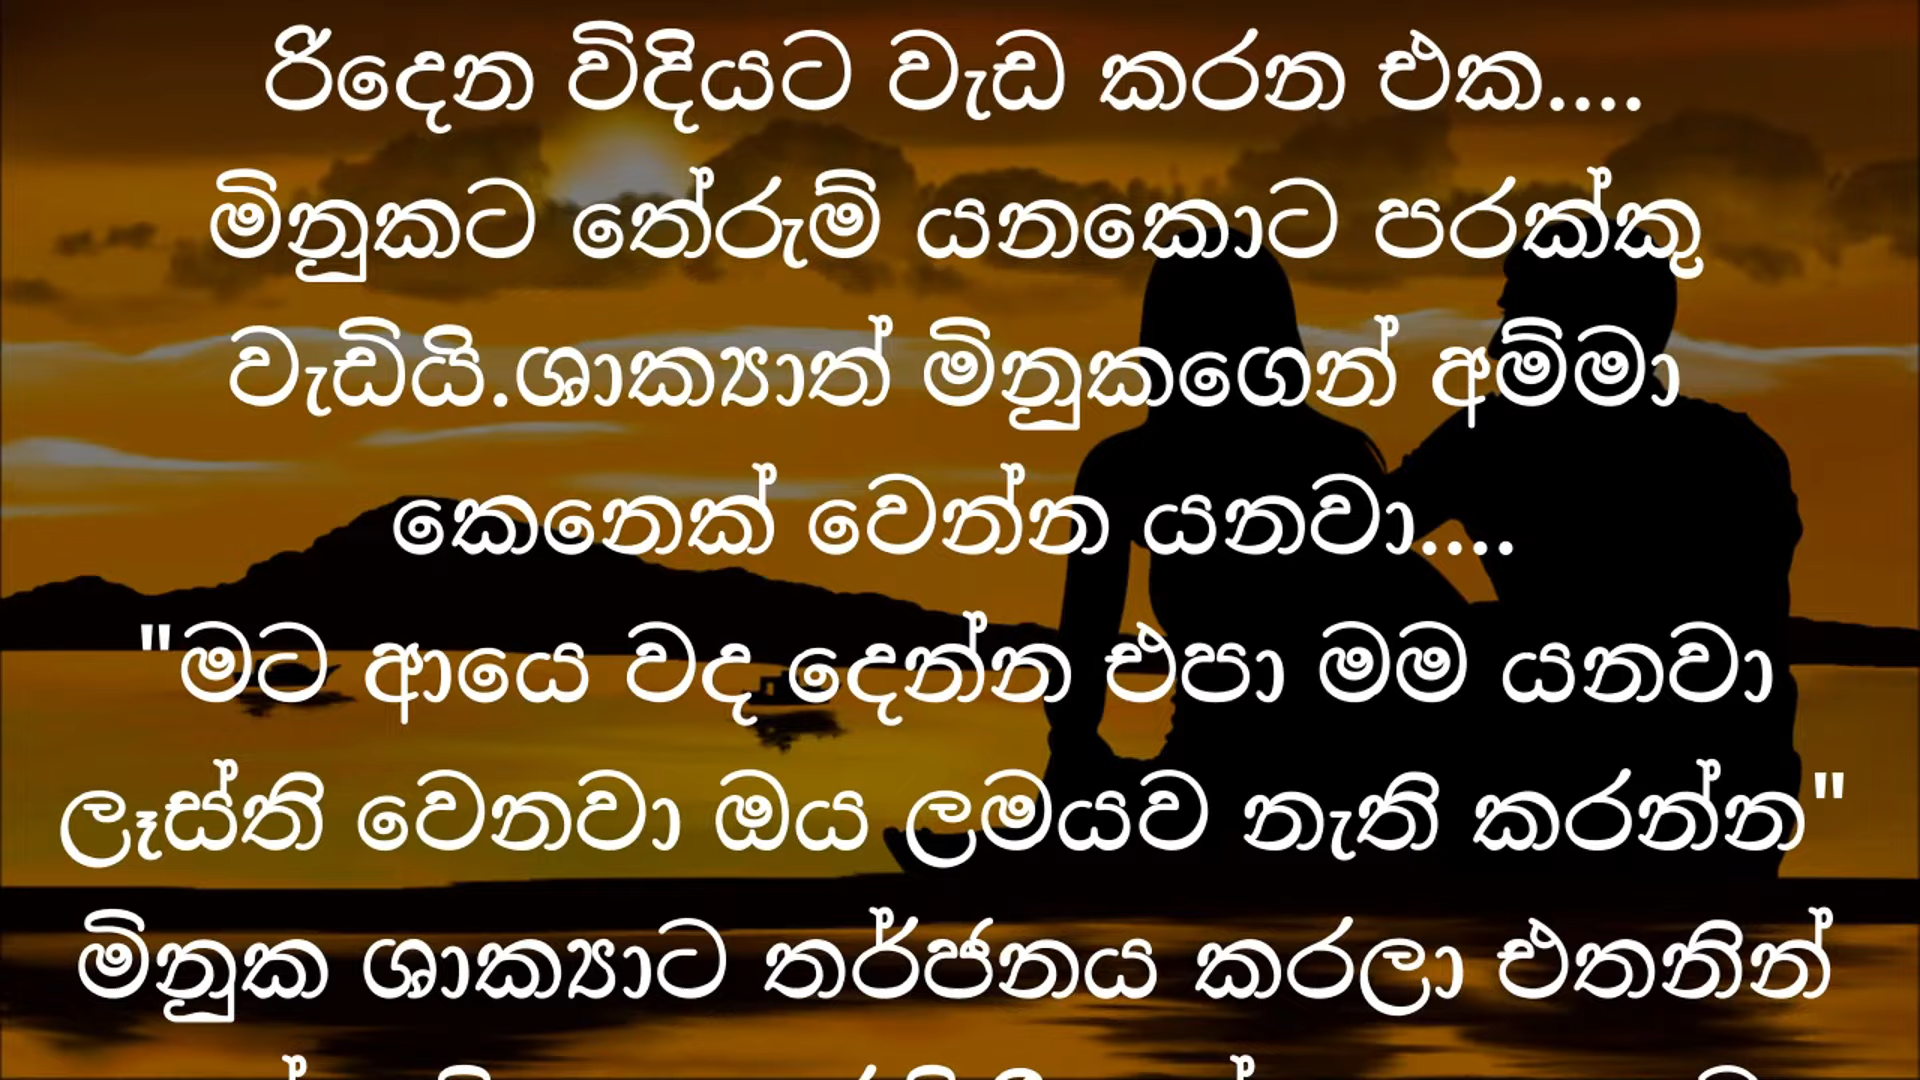 රිදෙන විදියට වැඩ කරන එක....
මිනුකට තේරුම් යනකොට පරක්කු
වැඩියි.ශාක්‍යාත් මිනුකගෙන් අම්මා
කෙනෙක් වෙන්න යනවා....
"මට ආයෙ වද දෙන්න එපා මම යනවා
ලෑස්ති වෙනවා ඔය ළමයව නැති කරන්න"
මිනුක ශාක්‍යාට තර්ජනය කරලා එතනින්